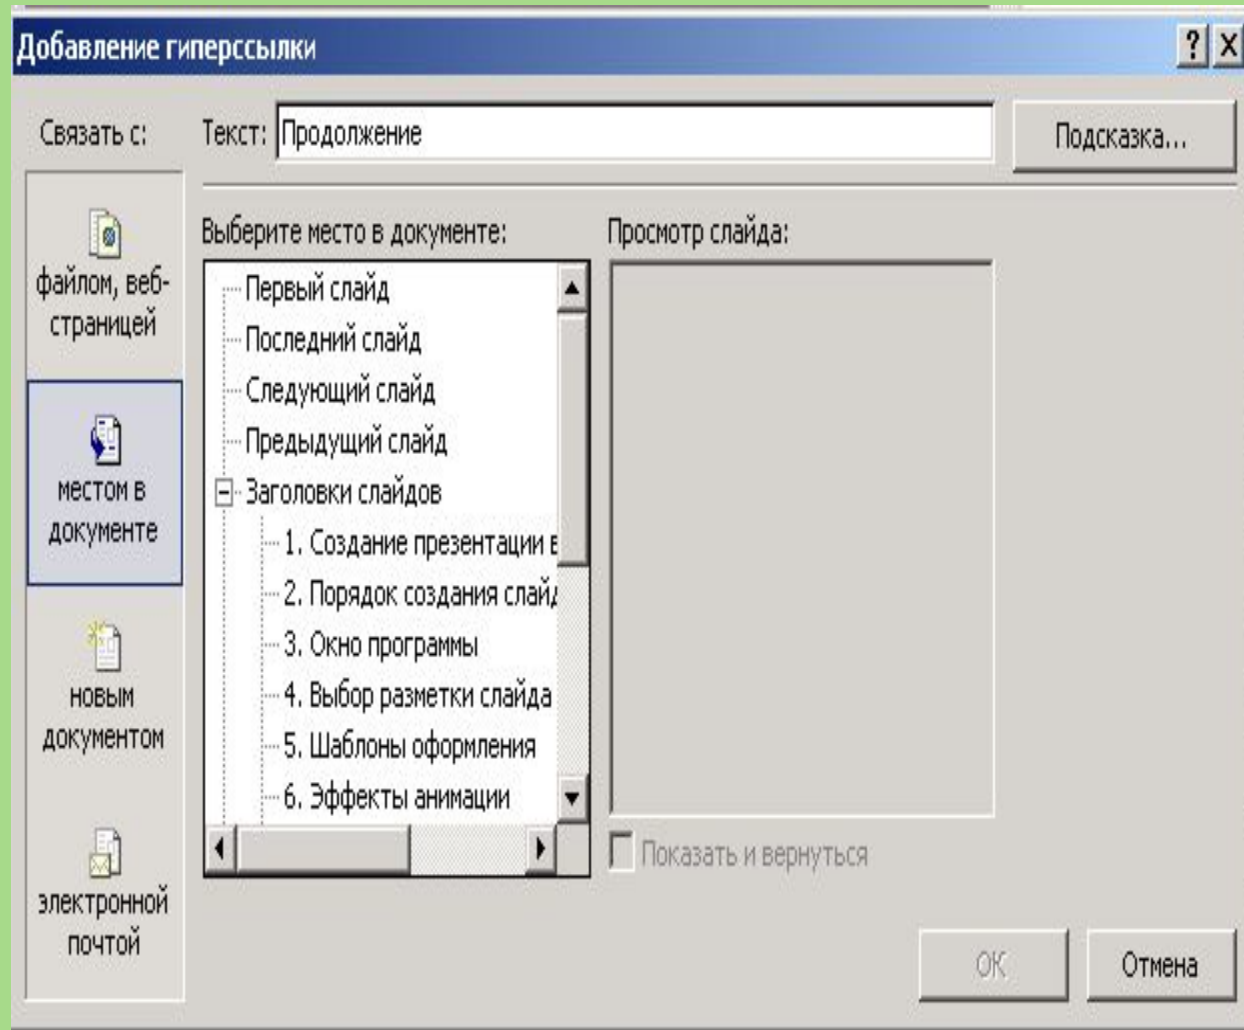 Добавление гиперссылки
Связать с:
Текст: Продолжение
Подсказка...
файлом, веб-
страницей
местом в
документе
новым
документом
электронной
почтой
Выберите место в документе:
Первый слайд
Последний слайд
Следующий слайд
Предыдущий слайд
Заголовки слайдов
1. Создание презентации в
2. Порядок создания слайд
3. Окно программы
4. Выбор разметки слайда
5. Шаблоны оформления
6. Эффекты анимации
Просмотр слайда:
Показать и вернуться
ОК
Отмена